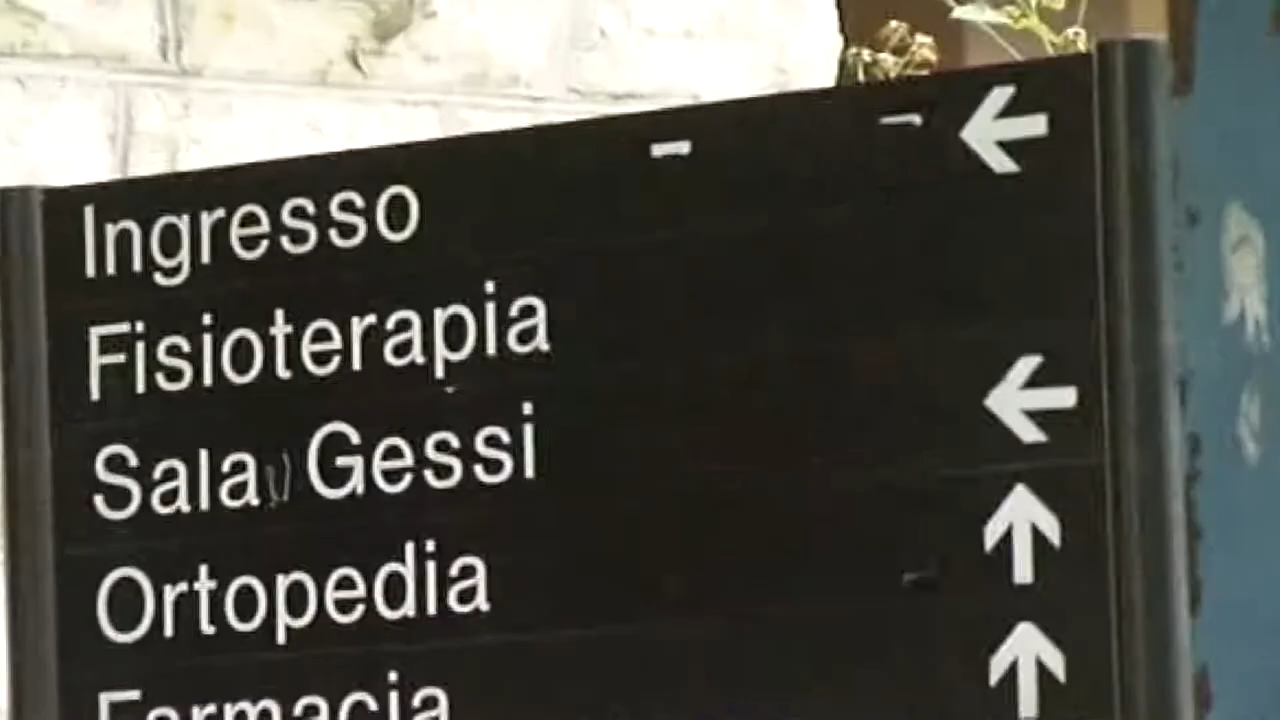 Ingresso
Fisioterapia
Sala Gessi
Ortopedia
Farmacia